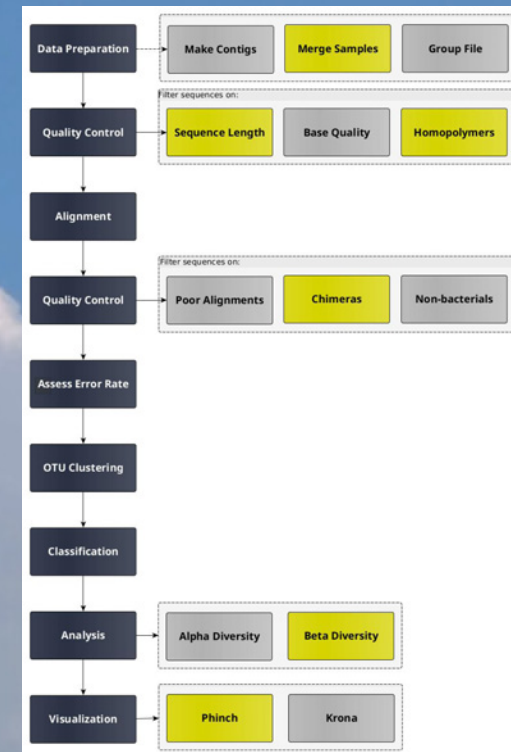 Data Preparation
Make Contigs
Merge Samples
Group File
Filter sequences on:
Quality Control
Sequence Length
Base Quality
Homopolymers
Alignment
Filter sequences on:
Quality Control
Poor Alignments
Chimeras
Non-bacterials
Assess Error Rate
OTU Clustering
Classification
Analysis
Alpha Diversity
Beta Diversity
Visualization
Phinch
Krona